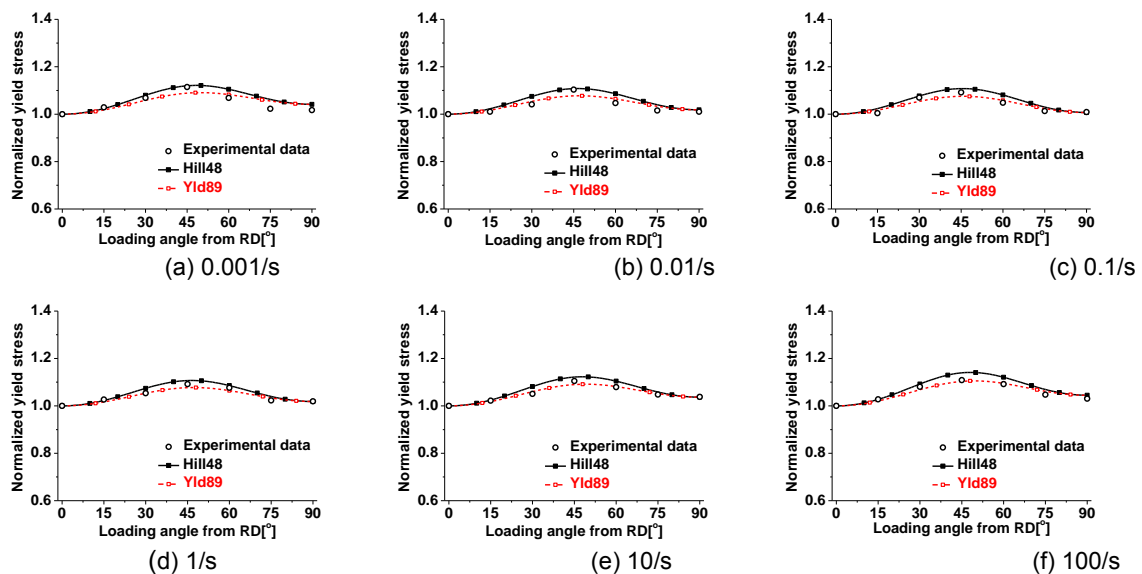 Normalized yield stress
1.4
1.2
1.0
0.8
0.6
Experimental data
Hill48
Yld89
0 15 30 45 60 75 90
Loading angle from RD[o]
(a) 0.001/s
Normalized yield stress
1.4
1.2
1.0
0.8
0.6
Experimental data
Hill48
Yld89
0 15 30 45 60 75 90
Loading angle from RD[o]
(b) 0.01/s
Normalized yield stress
1.4
1.2
1.0
0.8
0.6
Experimental data
Hill48
Yld89
0 15 30 45 60 75 90
Loading angle from RD[o]
(c) 0.1/s
Normalized yield stress
1.4
1.2
1.0
0.8
0.6
Experimental data
Hill48
Yld89
0 15 30 45 60 75 90
Loading angle from RD[o]
(d) 1/s
Normalized yield stress
1.4
1.2
1.0
0.8
0.6
Experimental data
Hill48
Yld89
0 15 30 45 60 75 90
Loading angle from RD[o]
(e) 10/s
Normalized yield stress
1.4
1.2
1.0
0.8
0.6
Experimental data
Hill48
Yld89
0 15 30 45 60 75 90
Loading angle from RD[o]
(f) 100/s